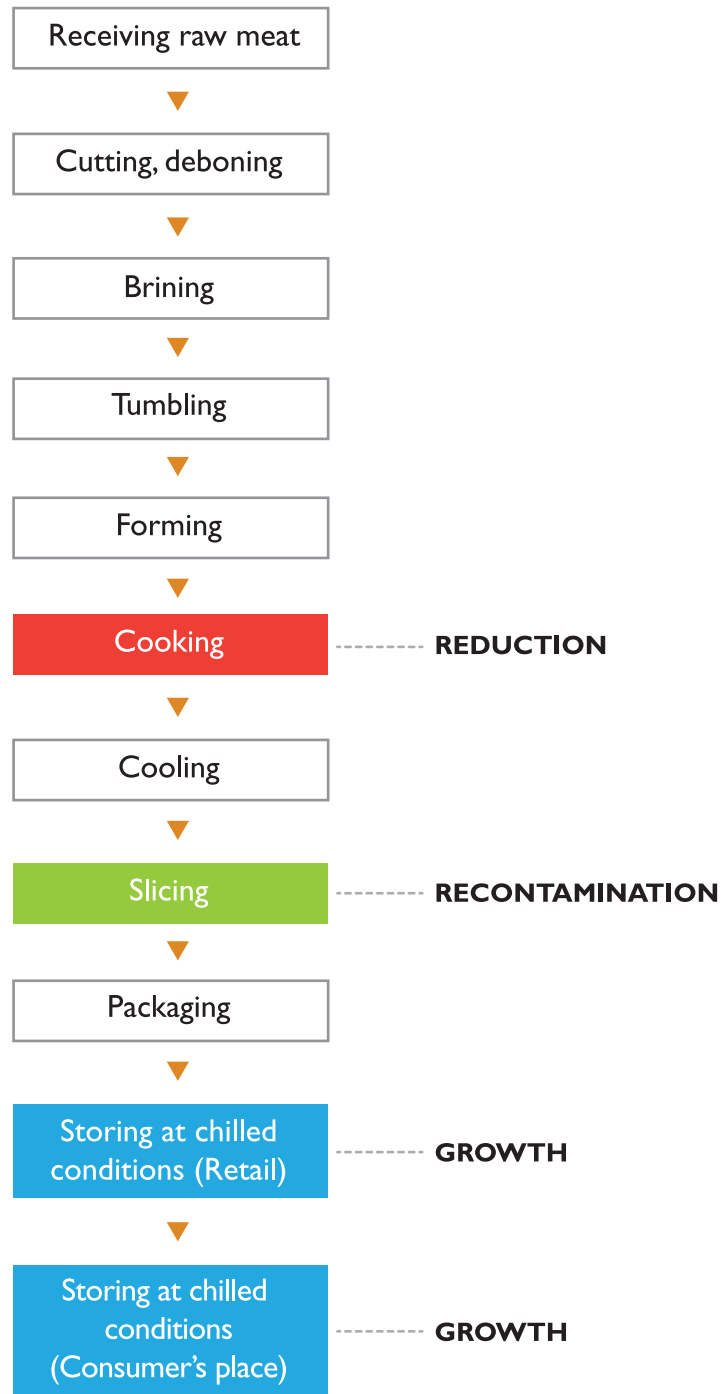 Receiving raw meat
Cutting, deboning
Brining
Tumbling
Forming
Cooking
REDUCTION
Cooling
Slicing
RECONTAMINATION
Packaging
Storing at chilled
conditions (Retail)
GROWTH
Storing at chilled
conditions
(Consumer's place)
GROWTH